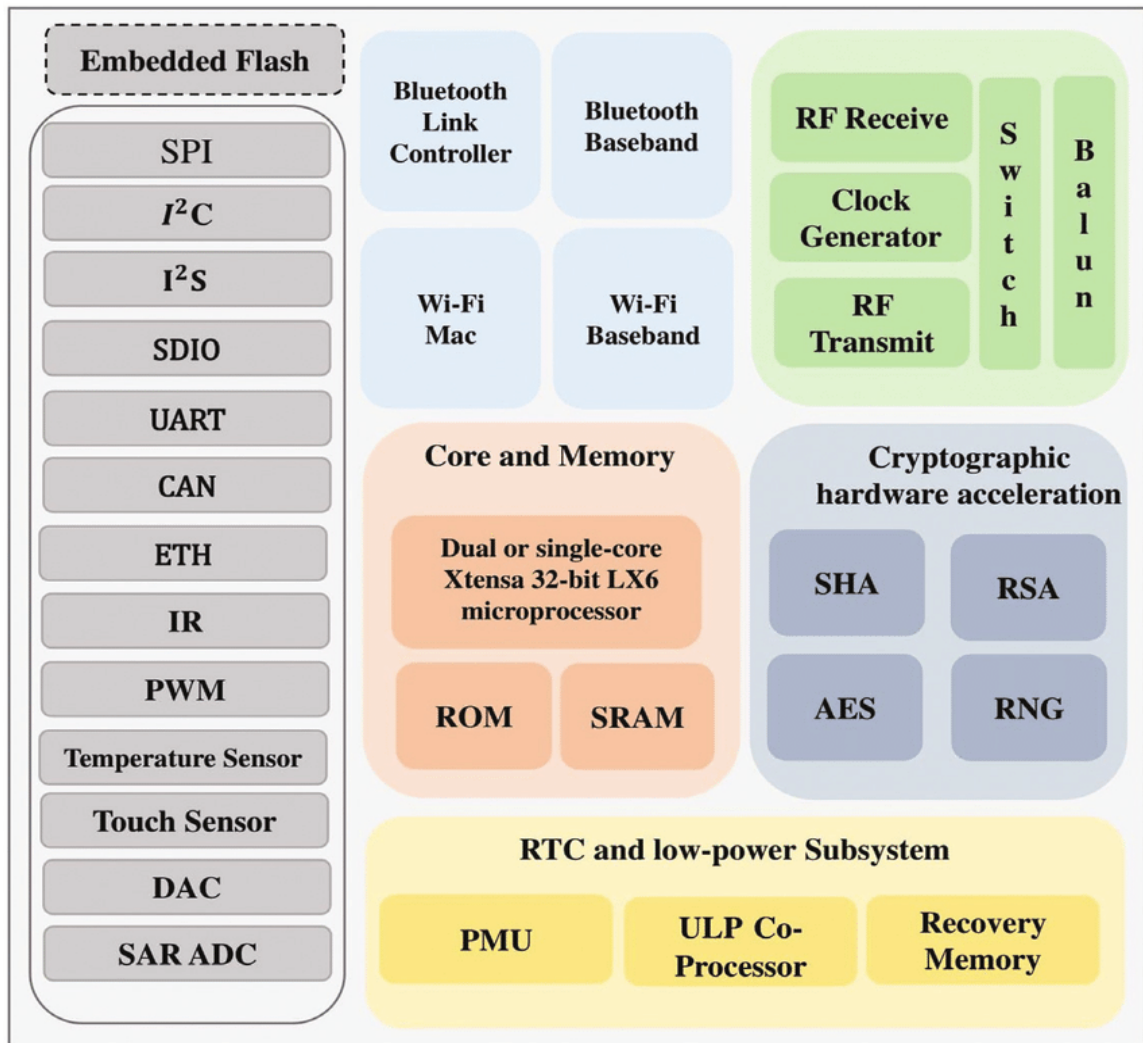 Embedded Flash
SPI
I²C
I²S
SDIO
UART
CAN
ETH
IR
PWM
Temperature Sensor
Touch Sensor
DAC
SAR ADC
Bluetooth
Link
Controller
Bluetooth
Baseband
Wi-Fi
Mac
Wi-Fi
Baseband
RF Receive
Clock
Generator
RF
Transmit
Switch
Balun
Core and Memory
Dual or single-core
Xtensa 32-bit LX6
microprocessor
ROM
SRAM
Cryptographic
hardware acceleration
SHA
RSA
AES
RNG
RTC and low-power Subsystem
PMU
ULP Co-
Processor
Recovery
Memory